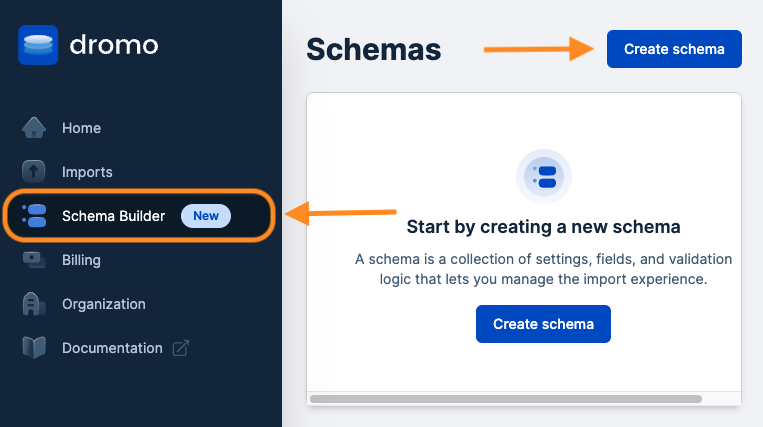 dromo
Home
Imports
Schema Builder New
Billing
Organization
Documentation
Schemas
Create schema
Start by creating a new schema
A schema is a collection of settings, fields, and validation
logic that lets you manage the import experience.
Create schema